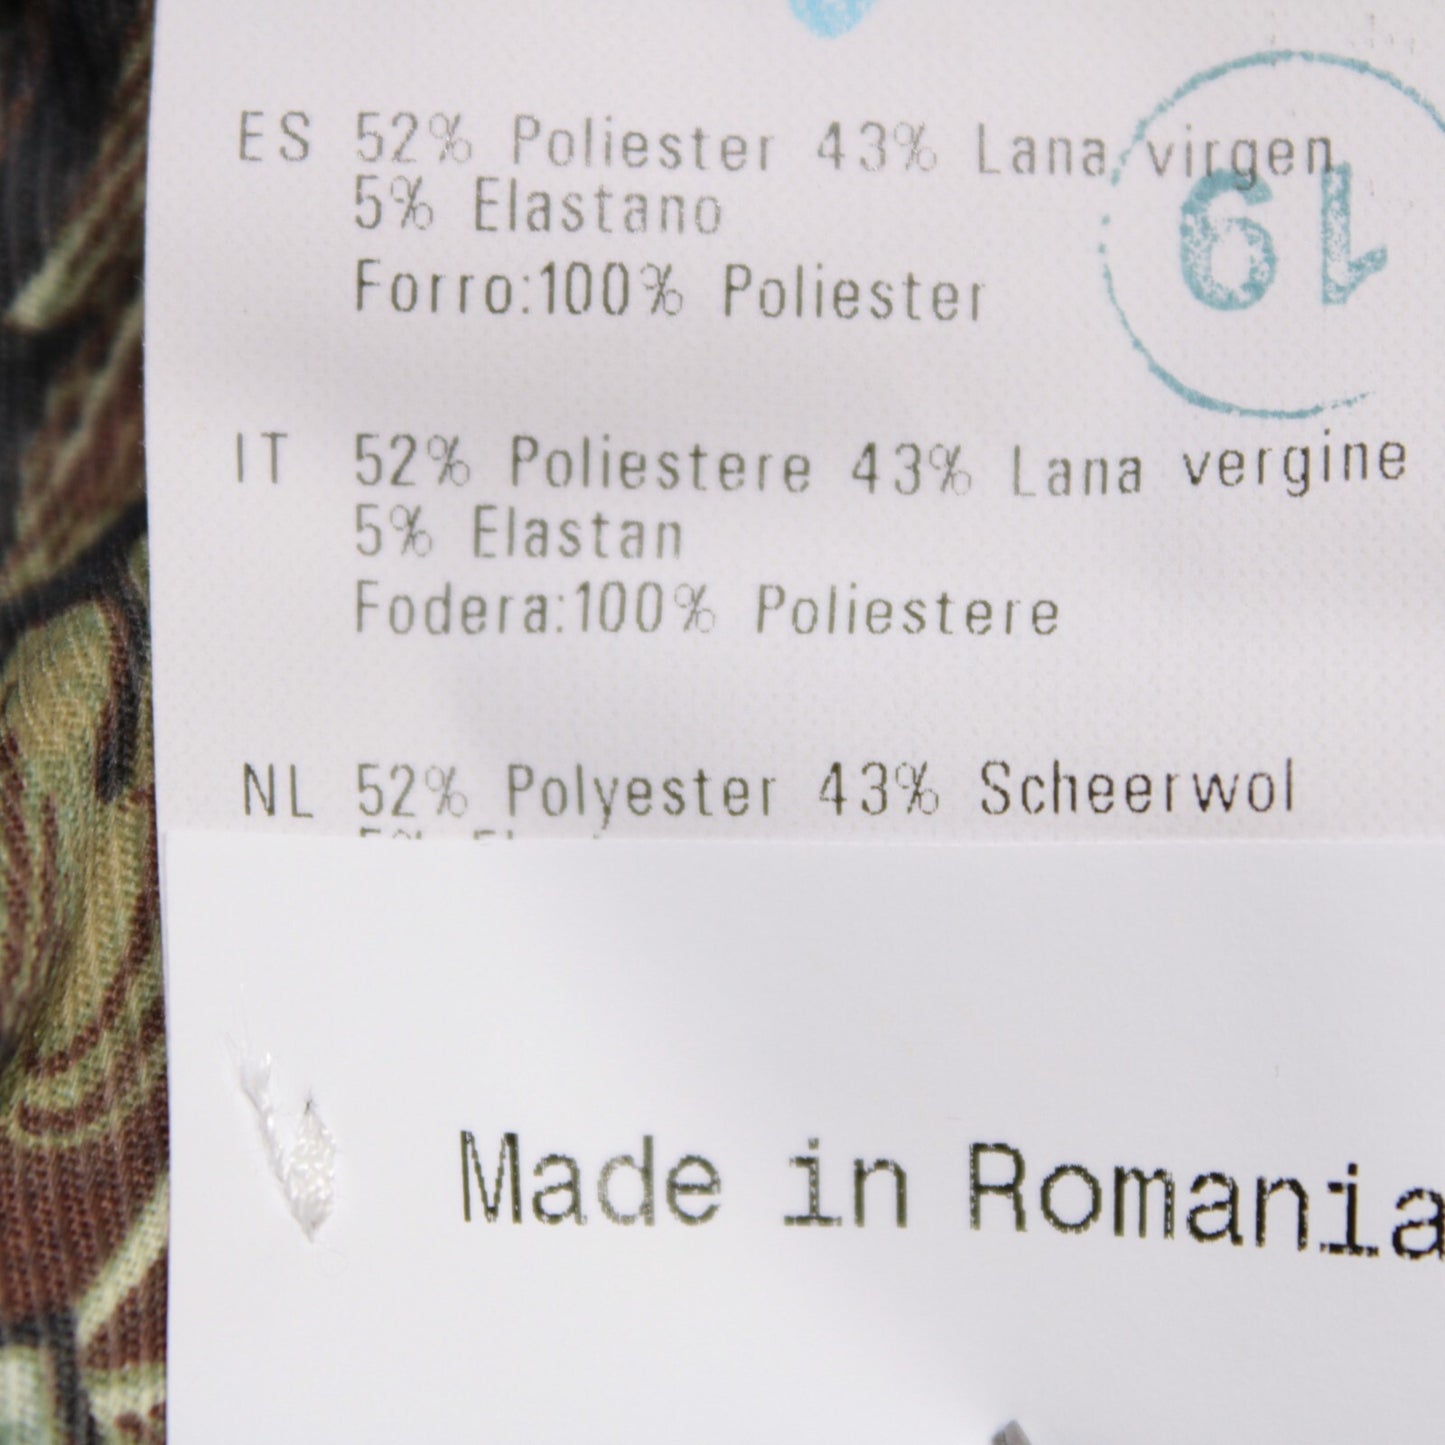 ES 52% Poliester 43% Lana virgen
5% Elastano
Forro:100% Poliester
19
IT 52% Poliestere 43% Lana vergine
5% Elastan
Fodera:100% Poliestere
NL 52% Polyester 43% Scheerwol
Made in Romania